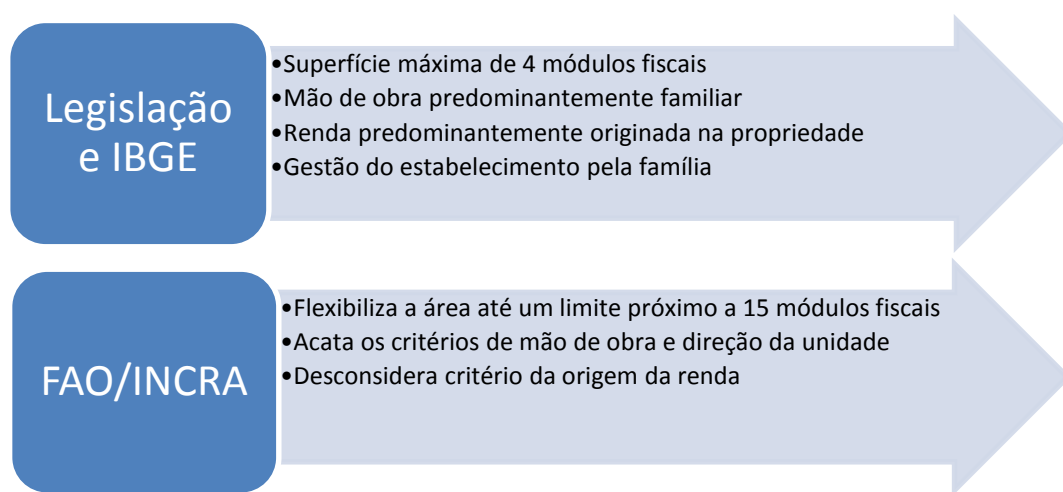 Legislação
e IBGE
•Superfície máxima de 4 módulos fiscais
•Mão de obra predominantemente familiar
•Renda predominantemente originada na propriedade
•Gestão do estabelecimento pela família
FAO/INCRA
•Flexibiliza a área até um limite próximo a 15 módulos fiscais
•Acata os critérios de mão de obra e direção da unidade
•Desconsidera critério da origem da renda